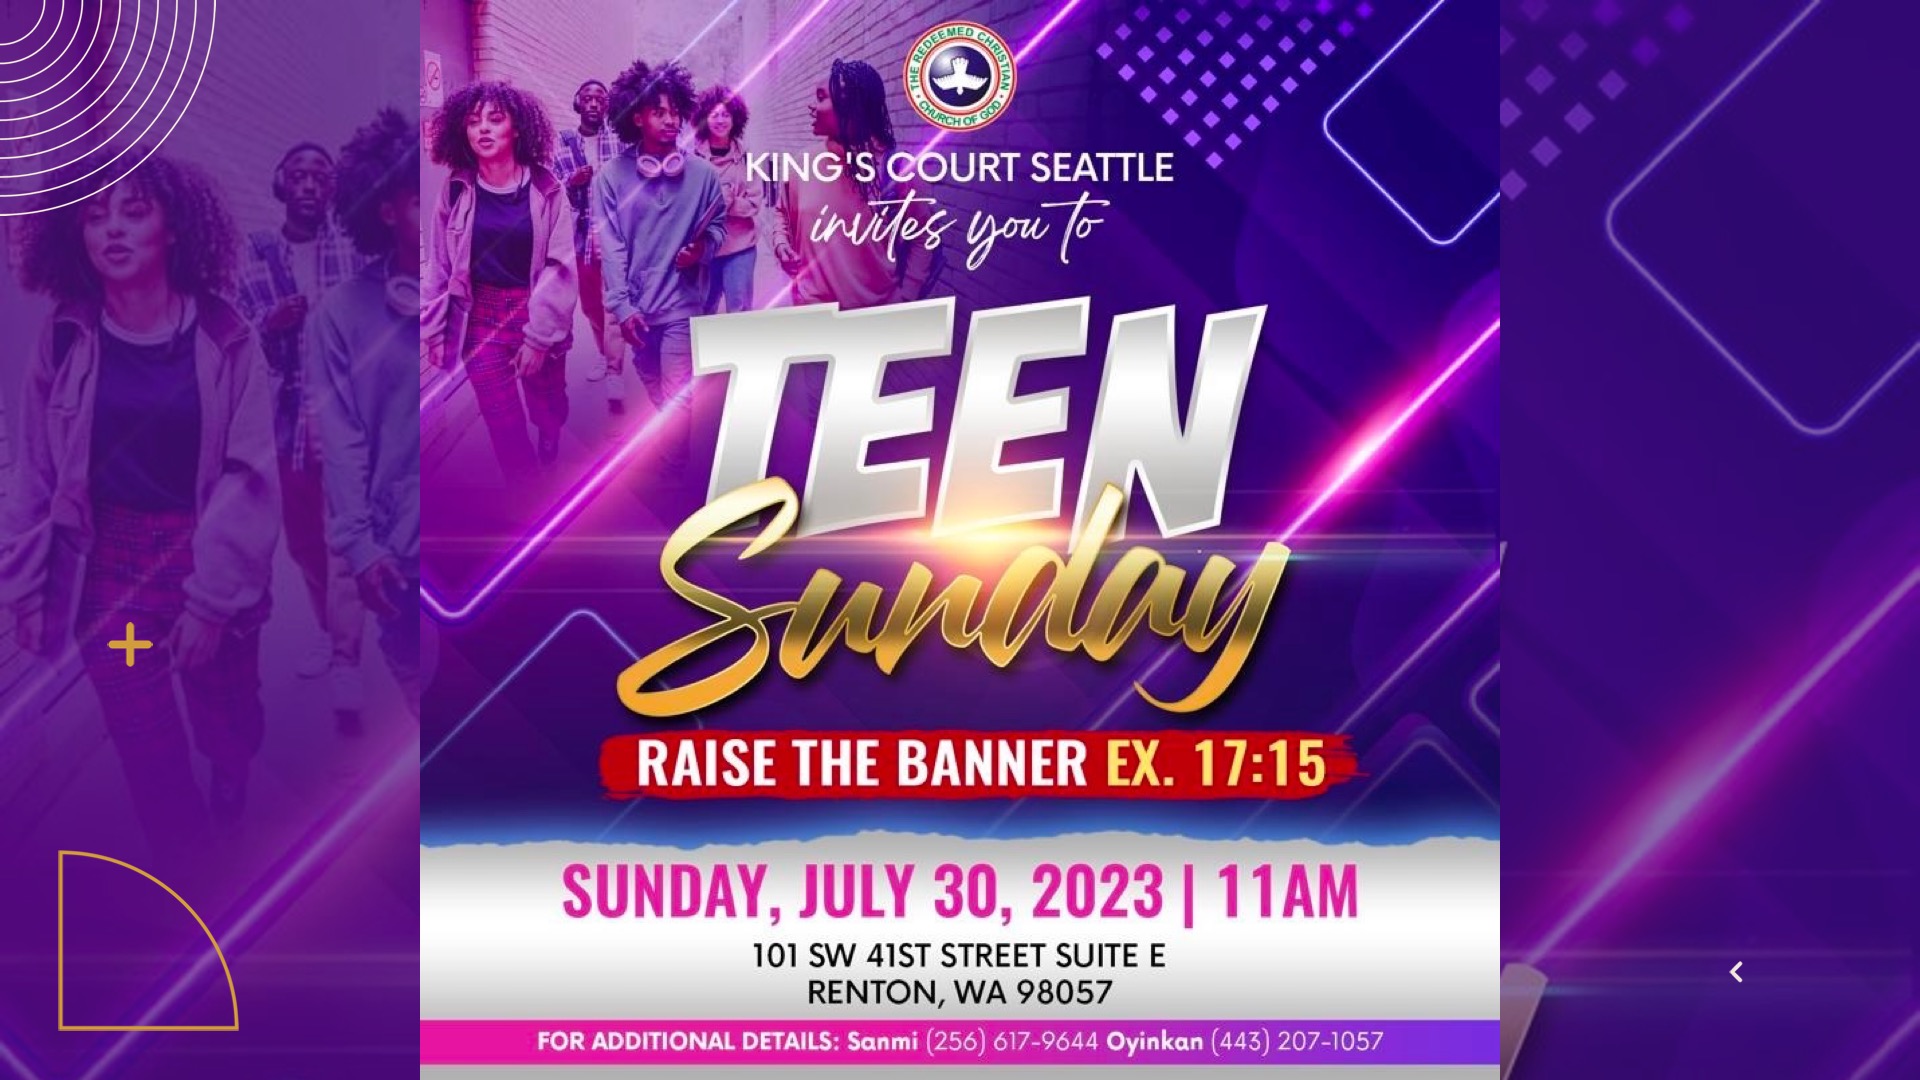 THE REDEEMED CHRISTIAN
CHURCH OF GOD
KING'S COURT SEATTLE
invites you to
TEEN
Sunday
RAISE THE BANNER EX. 17:15
SUNDAY, JULY 30, 2023 | 11AM
101 SW 41ST STREET SUITE E
RENTON, WA 98057
FOR ADDITIONAL DETAILS: Sanmi (256) 617-9644 Oyinkan (443) 207-1057